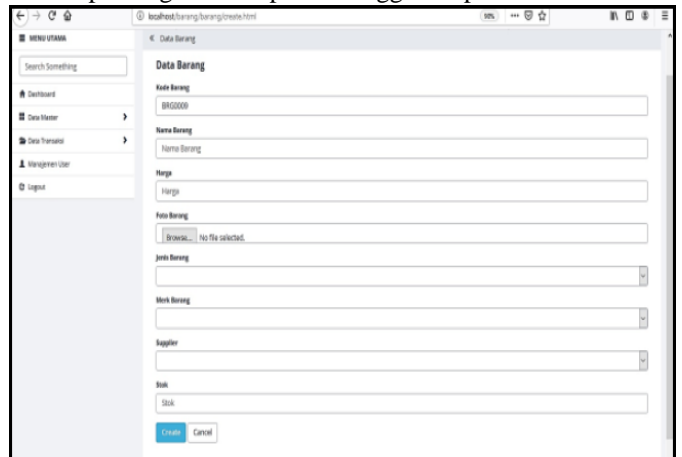 localhost/barang/barang/create.html
50%
MENU UTAMA
Search Something
Dashboard
Data Master
Data Transaksi
Manajemen User
Logout
Data Barang
Data Barang
Kode Barang
BRG0009
Nama Barang
Nama Barang
Harga
Harga
Foto Barang
Browse... No file selected.
Jenis Barang
Merk Barang
Supplier
Stok
Stok
Create Cancel